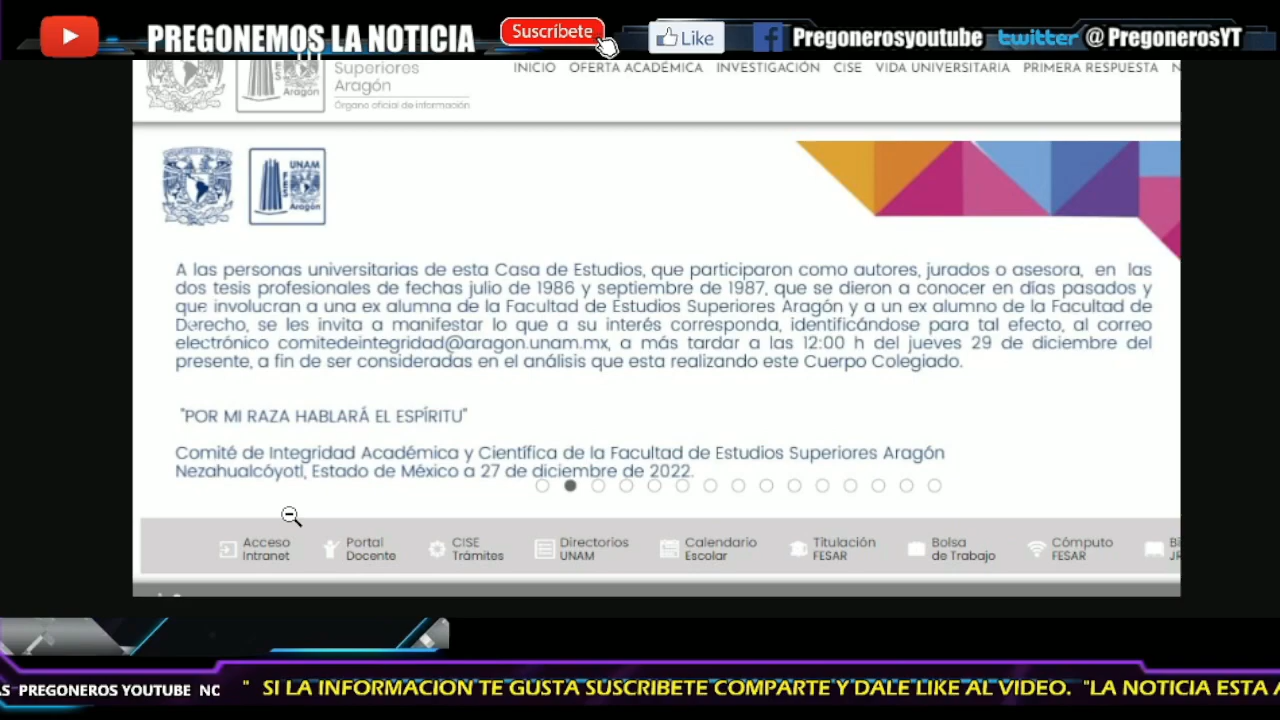 PREGONEMOS LA NOTICIA
Suscríbete
Like
Pregonerosyoutube
twitter @PregonerosYT
Superiores
Aragón
Órgano oficial de información
Aragón
INICIO OFERTA ACADÉMICA INVESTIGACIÓN CISE VIDA UNIVERSITARIA PRIMERA RESPUESTA N
UNAM
FES
Aragón
A las personas universitarias de esta Casa de Estudios, que participaron como autores, jurados o asesora, en las
dos tesis profesionales de fechas julio de 1986 y septiembre de 1987, que se dieron a conocer en días pasados y
que involucran a una ex alumna de la Facultad de Estudios Superiores Aragón y a un ex alumno de la Facultad de
Derecho, se les invita a manifestar lo que a su interés corresponda, identificándose para tal efecto, al correo
electrónico comitedeintegridad@aragon.unam.mx, a más tardar a las 12:00 h del jueves 29 de diciembre del
presente, a fin de ser consideradas en el análisis que esta realizando este Cuerpo Colegiado.
"POR MI RAZA HABLARÁ EL ESPÍRITU"
Comité de Integridad Académica y Científica de la Facultad de Estudios Superiores Aragón
Nezahualcóyotl, Estado de México a 27 de diciembre de 2022.
Acceso
Intranet
Portal
Docente
CISE
Trámites
Directorios
UNAM
Calendario
Escolar
Titulación
FESAR
Bolsa
de Trabajo
Cómputo
FESAR
AS PREGONEROS YOUTUBE NO
" SI LA INFORMACION TE GUSTA SUSCRIBETE COMPARTE Y DALE LIKE AL VIDEO. "LA NOTICIA ESTA A